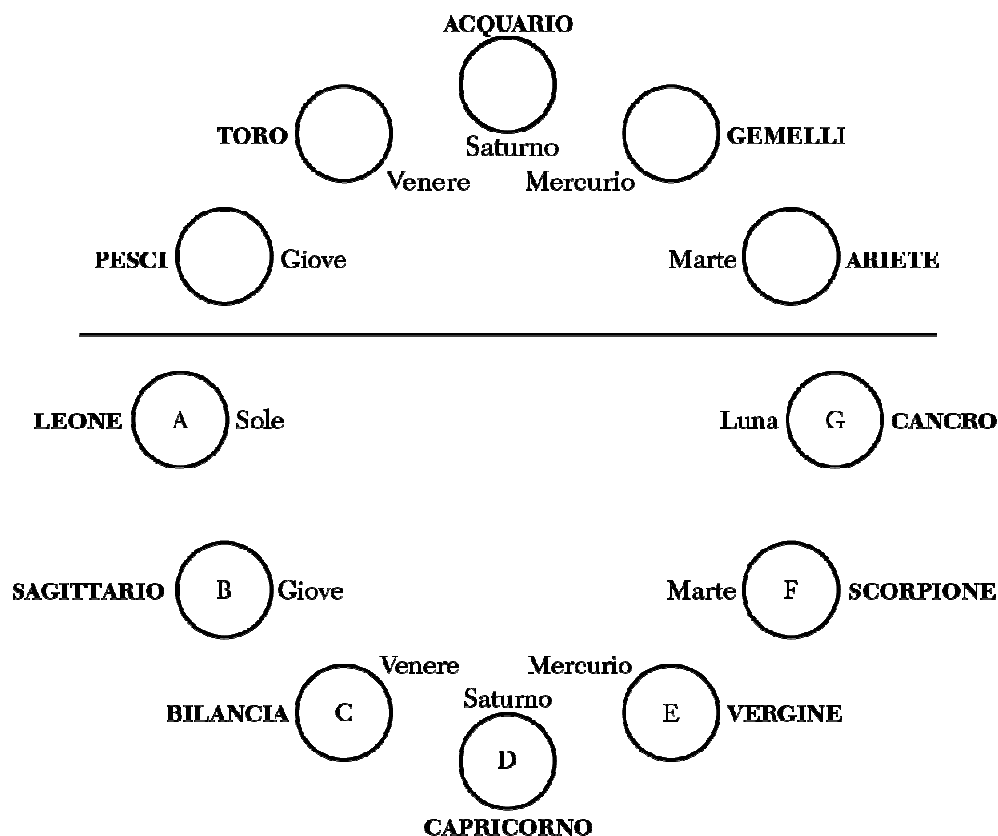 ACQUARIO
TORO GEMELLI
Saturno
Venere Mercurio
PESCI Giove Marte ARIETE
LEONE A Sole Luna G CANCRO
SAGITTARIO B Giove Marte F SCORPIONE
Venere Mercurio
Saturno
BILANCIA C E VERGINE
D
CAPRICORNO